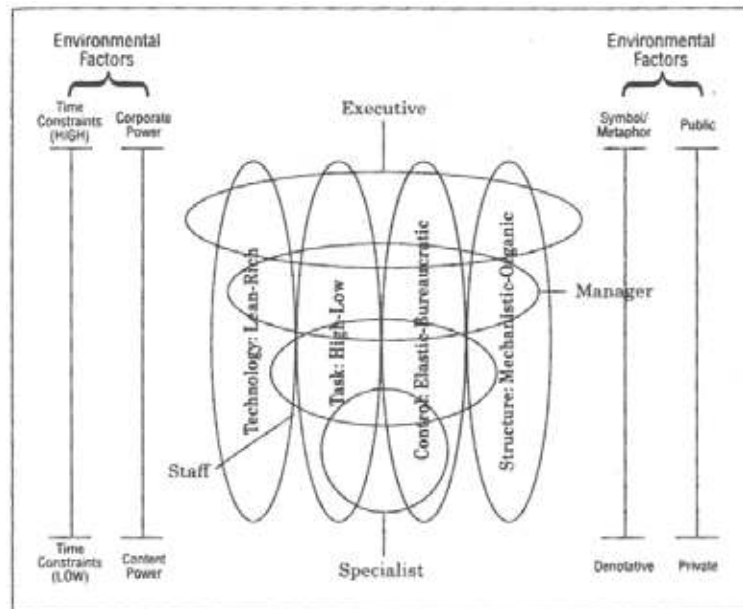 Environmental
Factors
Environmental
Factors
Time
Constraints
(HIGH)
Corporate
Power
Executive
Symbol/
Metaphor
Public
Technology: Lean-Rich
Task: High-Low
Control: Elastic-Bureaucratic
Structure: Mechanistic-Organic
Manager
Staff
Time
Constraints
(LOW)
Content
Power
Specialist
Denotative
Private